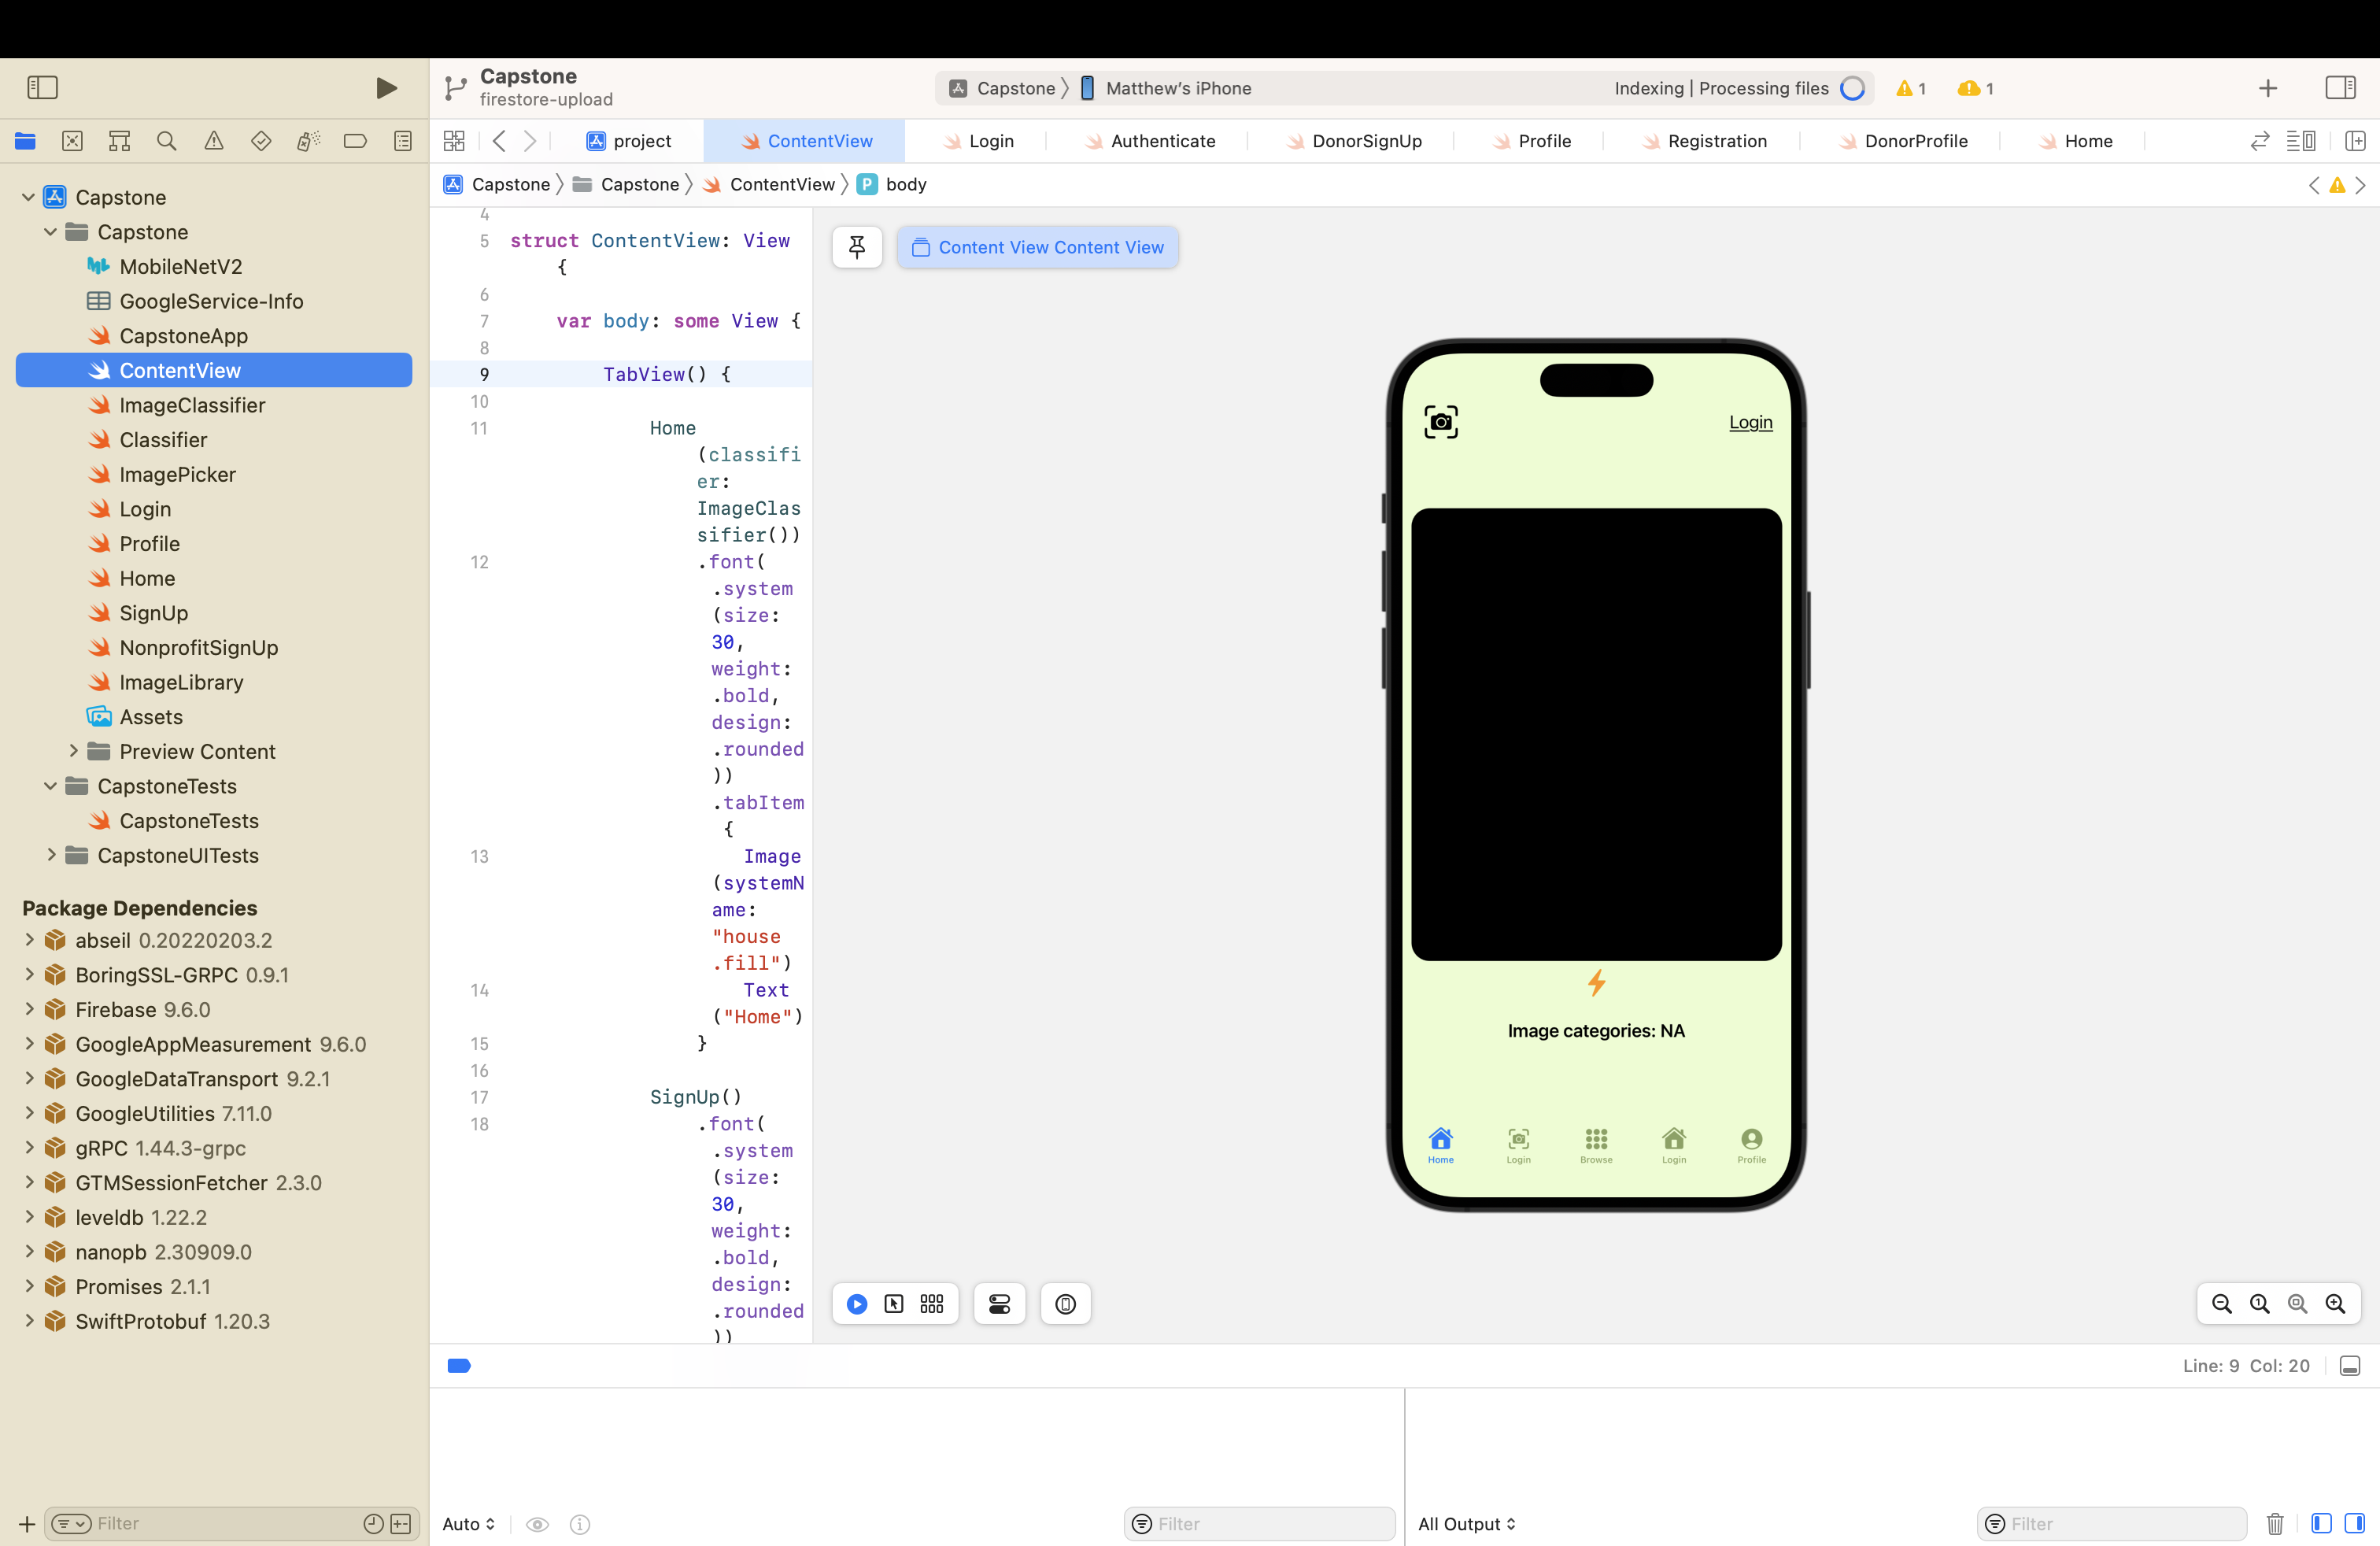 Capstone
firestore-upload
Capstone
Matthew's iPhone
Indexing | Processing files
1
1
project
ContentView
Login
Authenticate
DonorSignUp
Profile
Registration
DonorProfile
Home
Capstone
Capstone
ContentView
P
body
Capstone
Capstone
MobileNetV2
GoogleService-Info
CapstoneApp
ContentView
ImageClassifier
Classifier
ImagePicker
Login
Profile
Home
SignUp
NonprofitSignUp
ImageLibrary
Assets
Preview Content
CapstoneTests
CapstoneTests
CapstoneUITests
Package Dependencies
abseil 0.20220203.2
BoringSSL-GRPC 0.9.1
Firebase 9.6.0
GoogleAppMeasurement 9.6.0
GoogleDataTransport 9.2.1
GoogleUtilities 7.11.0
gRPC 1.44.3-grpc
GTMSessionFetcher 2.3.0
leveldb 1.22.2
nanopb 2.30909.0
Promises 2.1.1
SwiftProtobuf 1.20.3
Filter
4
5 struct ContentView: View
{
6
7 var body: some View {
8
9 TabView() {
10
11 Home
(classifi
er:
ImageClas
sifier())
12 .font(
.system
(size:
30,
weight:
.bold,
design:
.rounded
))
.tabItem
{
13 Image
(systemN
ame:
"house
.fill")
14 Text
("Home")
15 }
16
17 SignUp()
18 .font(
.system
(size:
30,
weight:
.bold,
design:
.rounded
))
Content View Content View
Login
Image categories: NA
Home
Login
Browse
Login
Profile
Line: 9 Col: 20
Auto
Filter
All Output
Filter